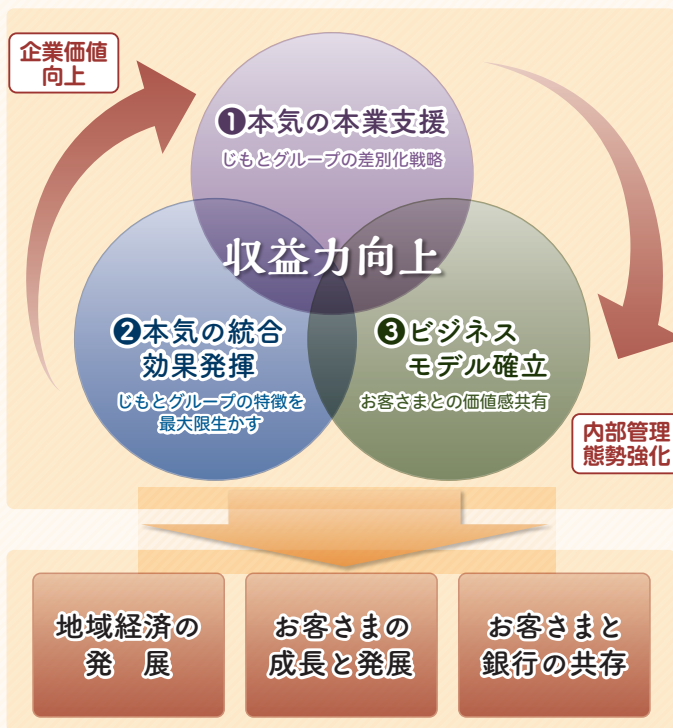 企業価値
向上
❶本気の本業支援
じもとグループの差別化戦略
収益力向上
❷本気の統合
効果発揮
じもとグループの特徴を
最大限生かす
❸ビジネス
モデル確立
お客さまとの価値感共有
内部管理
態勢強化
地域経済の
発　展
お客さまの
成長と発展
お客さまと
銀行の共存